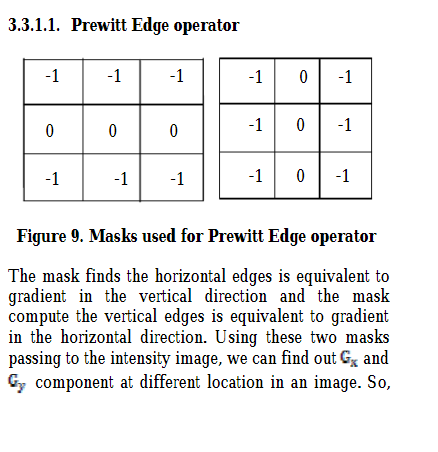 3.3.1.1. Prewitt Edge operator
-1 -1 -1 -1 0 -1
0 0 0 -1 0 -1
-1 -1 -1 -1 0 -1
Figure 9. Masks used for Prewitt Edge operator
The mask finds the horizontal edges is equivalent to
gradient in the vertical direction and the mask
compute the vertical edges is equivalent to gradient
in the horizontal direction. Using these two masks
passing to the intensity image, we can find out Gx and
Gy component at different location in an image. So,